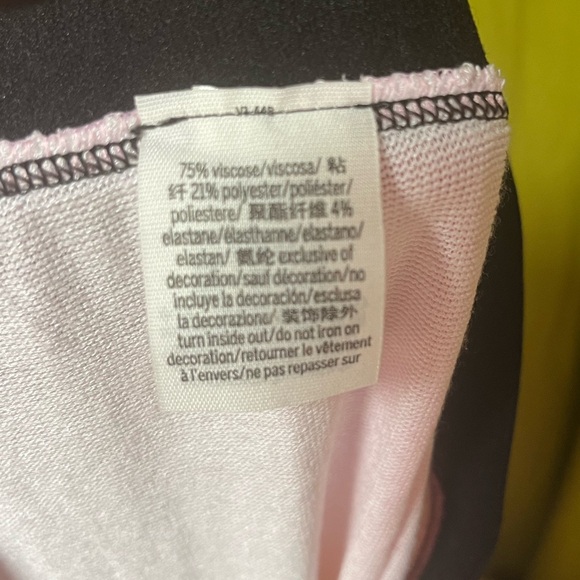 75% viscose/viscosa/ 粘
纤 21% polyester/poliéster/
poliestere/ 聚酯纤维 4%
elastane/élasthanne/elastano/
elastan/ 氨纶 exclusive of
decoration/sauf décoration/no
incluye la decoración/esclusa
la decorazione/ 装饰除外
turn inside out/do not iron on
decoration/retourner le vêtement
à l'envers/ne pas repasser sur